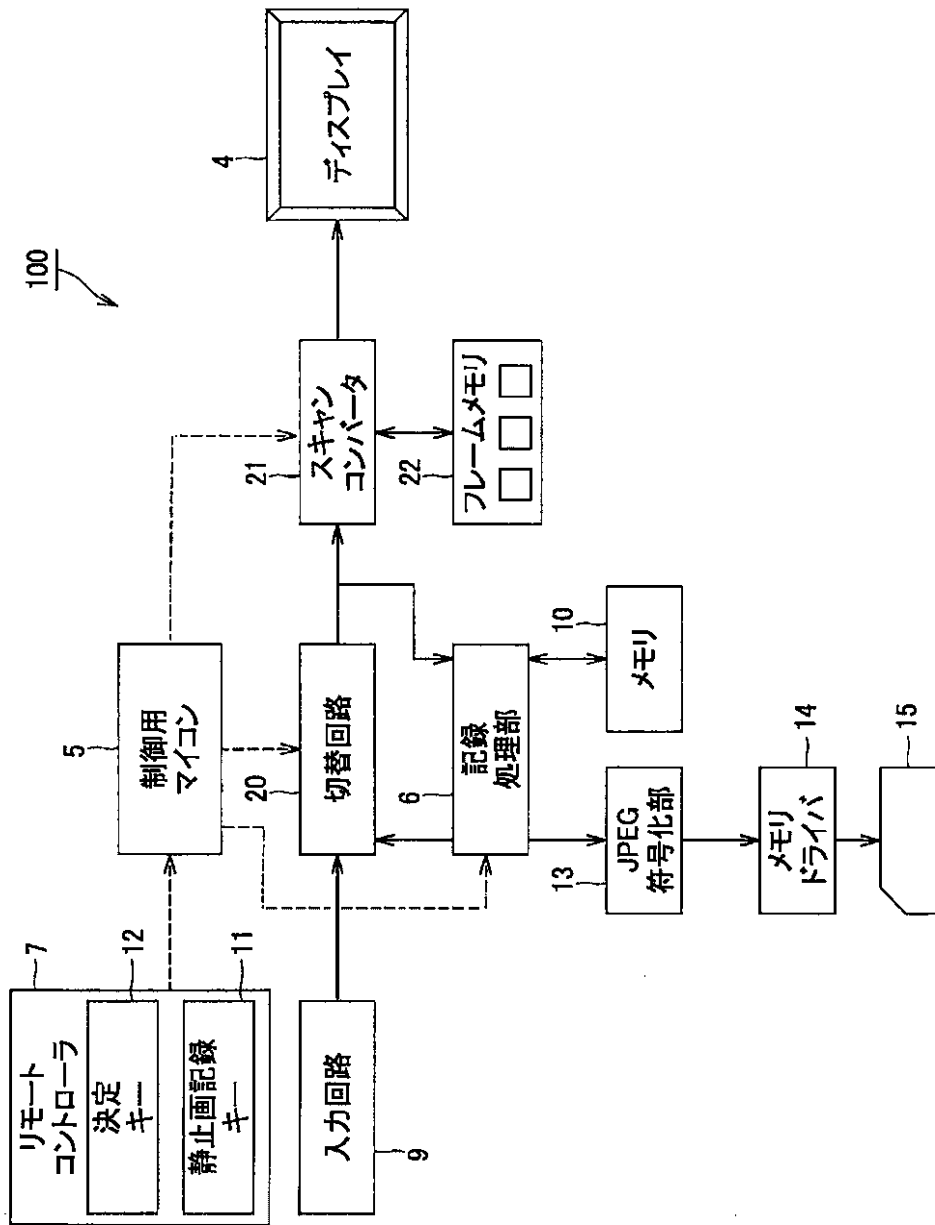 100
7
リモート
コントローラ
12
決定
キー
11
静止画記録
キー
5
制御用
マイコン
4
ディスプレイ
9
入力回路
20
切替回路
21
スキャン
コンバータ
6
記録
処理部
22
フレームメモリ
10
メモリ
13
JPEG
符号化部
14
メモリ
ドライバ
15